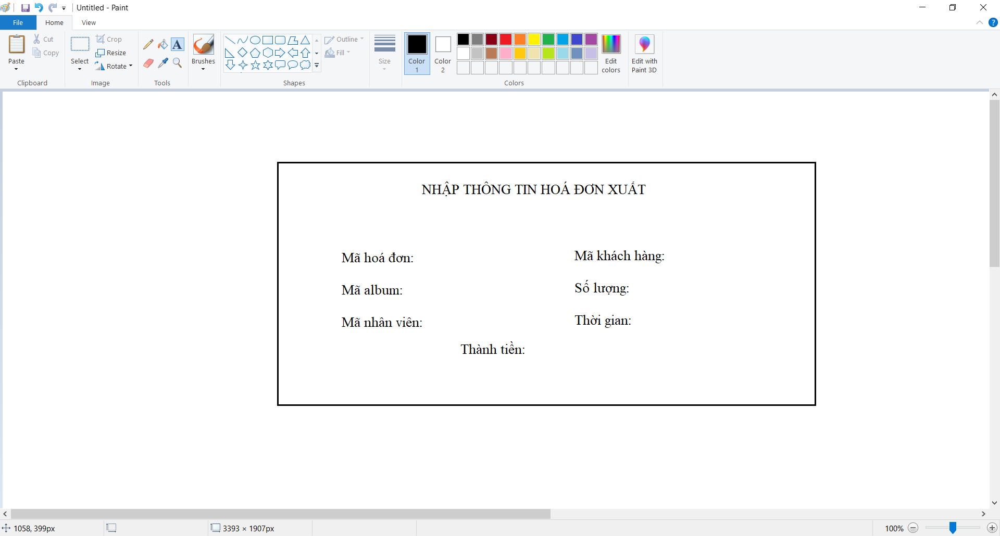 Untitled - Paint
File Home View
Paste
Cut
Copy
Clipboard
Select
Crop
Resize
Rotate
Image
Tools
Brushes
Shapes
Outline
Fill
Size
Color 1
Color 2
Edit colors
Colors
Edit with Paint 3D
NHẬP THÔNG TIN HOÁ ĐƠN XUẤT
Mã hoá đơn: Mã khách hàng:
Mã album: Số lượng:
Mã nhân viên: Thời gian:
Thành tiền:
1058, 399px 3393 × 1907px 100%